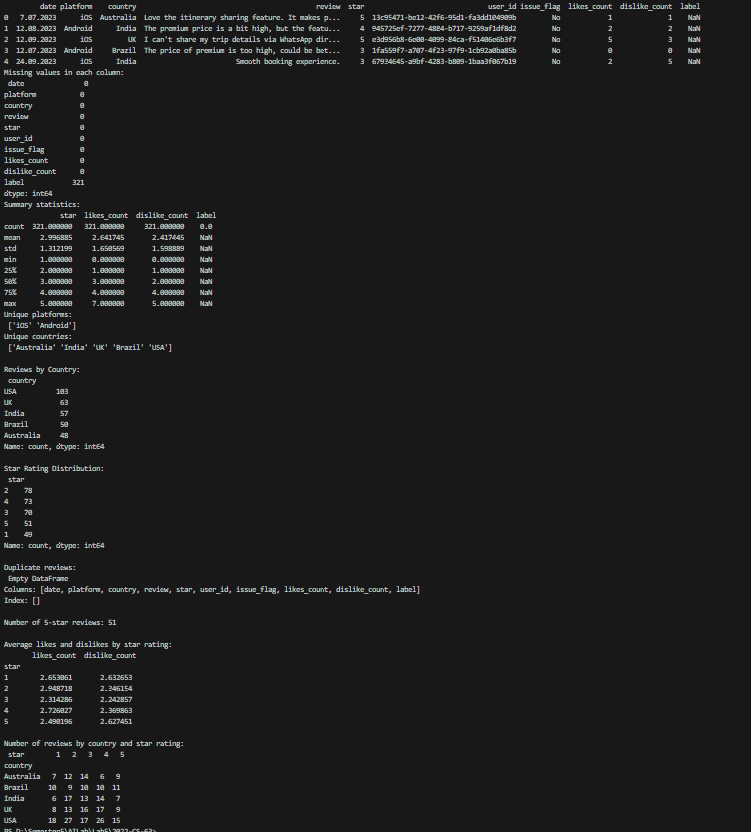 date platform country review star user_id issue_flag likes_count dislike_count label
0 7.07.2023 iOS Australia Love the itinerary sharing feature. It makes p... 5 13c95471-be12-42f6-95d1-fa3dd104909b No 1 1 NaN
1 12.08.2023 Android India The premium price is a bit high, but the featu... 4 945725ef-7277-4884-b717-9259af1df8d2 No 2 2 NaN
2 12.09.2023 iOS UK I can't share my trip details via WhatsApp dir... 5 e3d956b8-6e00-4099-84ca-f51406e6b3f7 No 5 3 NaN
3 12.07.2023 Android Brazil The price of premium is too high, could be bet... 3 1fa559f7-a707-4f23-97f9-1cb92a0ba85b No 0 0 NaN
4 24.09.2023 iOS India Smooth booking experience. 3 67934645-a9bf-4283-b809-1baa3f067b19 No 2 5 NaN
Missing values in each column:
date 0
platform 0
country 0
review 0
star 0
user_id 0
issue_flag 0
likes_count 0
dislike_count 0
label 321
dtype: int64
Summary statistics:
star likes_count dislike_count label
count 321.000000 321.000000 321.000000 0.0
mean 2.996885 2.641745 2.417445 NaN
std 1.312199 1.650569 1.598889 NaN
min 1.000000 0.000000 0.000000 NaN
25% 2.000000 1.000000 1.000000 NaN
50% 3.000000 3.000000 2.000000 NaN
75% 4.000000 4.000000 4.000000 NaN
max 5.000000 7.000000 5.000000 NaN
Unique platforms:
['iOS' 'Android']
Unique countries:
['Australia' 'India' 'UK' 'Brazil' 'USA']
Reviews by Country:
country
USA 103
UK 63
India 57
Brazil 50
Australia 48
Name: count, dtype: int64
Star Rating Distribution:
star
2 78
4 73
3 70
5 51
1 49
Name: count, dtype: int64
Duplicate reviews:
Empty DataFrame
Columns: [date, platform, country, review, star, user_id, issue_flag, likes_count, dislike_count, label]
Index: []
Number of 5-star reviews: 51
Average likes and dislikes by star rating:
likes_count dislike_count
star
1 2.653061 2.632653
2 2.948718 2.346154
3 2.314286 2.242857
4 2.726027 2.369863
5 2.490196 2.627451
Number of reviews by country and star rating:
star 1 2 3 4 5
country
Australia 7 12 14 6 9
Brazil 10 9 10 10 11
India 6 17 13 14 7
UK 8 13 16 17 9
USA 18 27 17 26 15
PS D:\Semester5\AILab\Lab5\2022-CS-63>